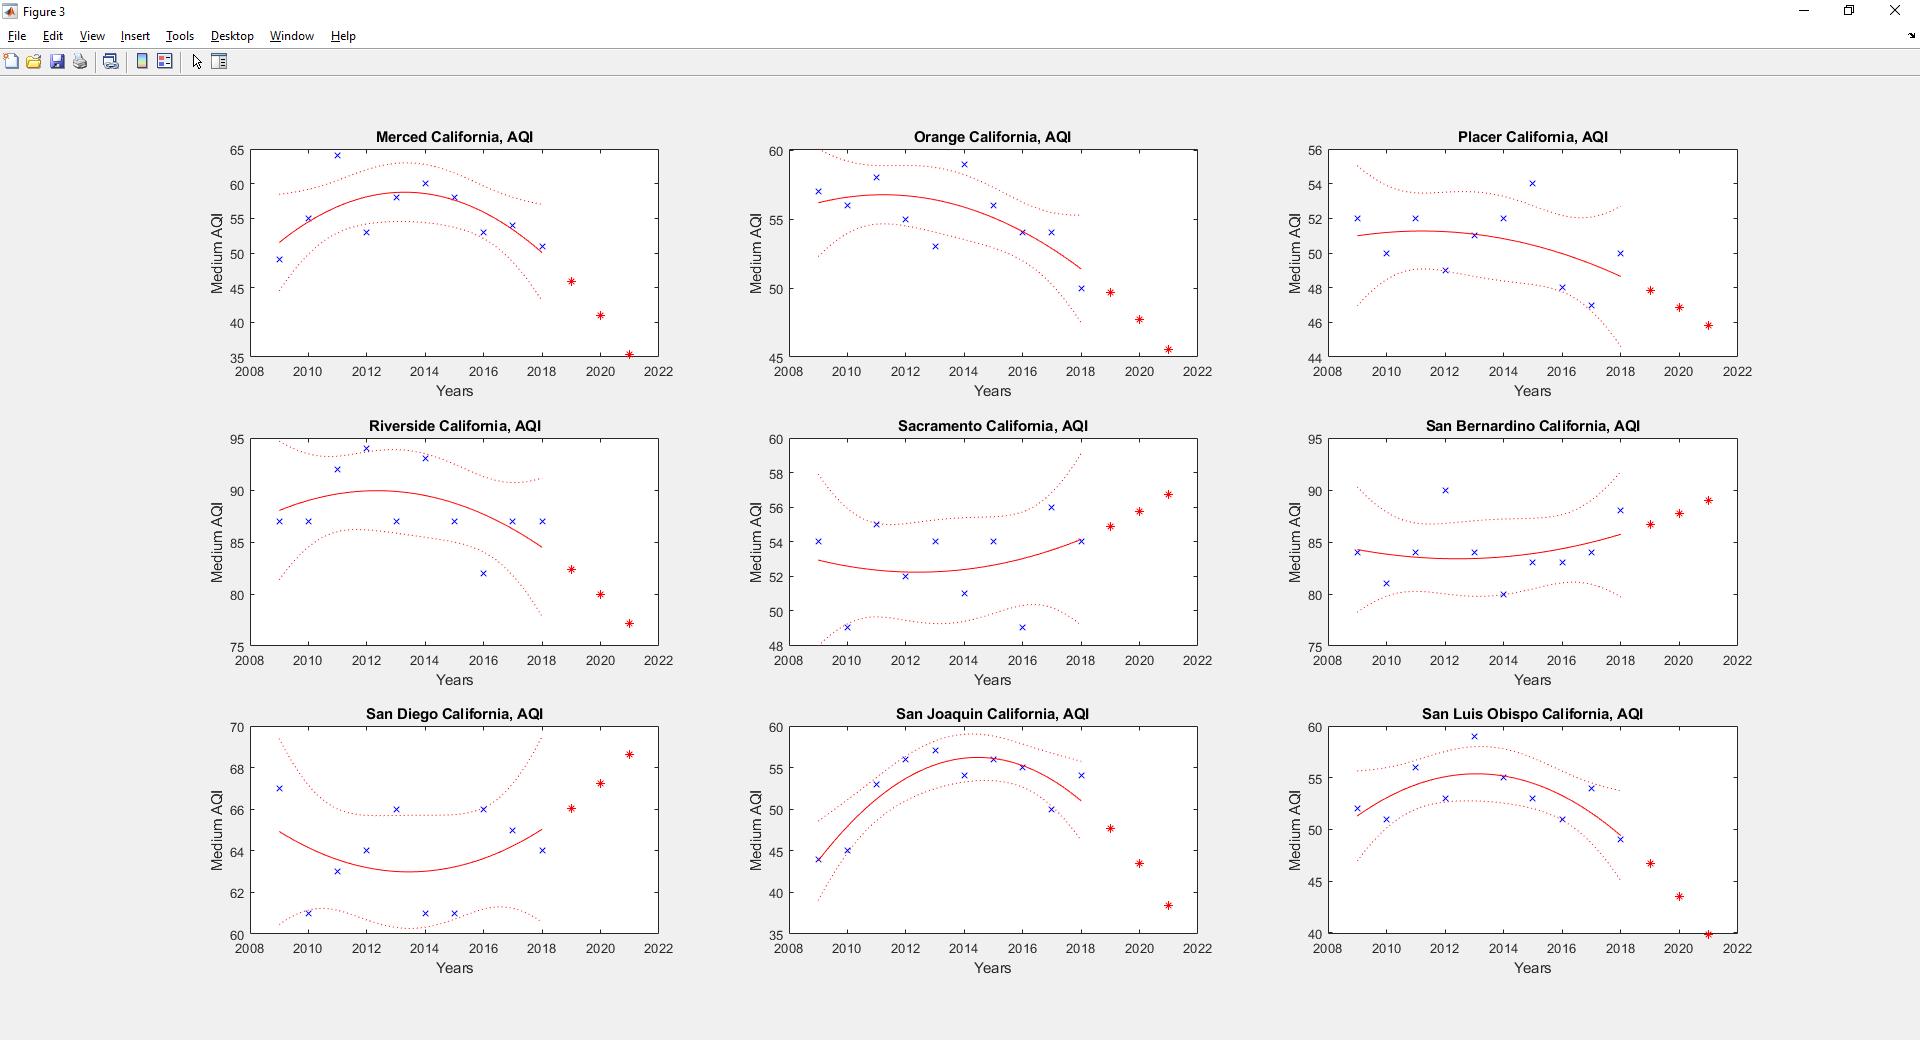 Figure 3
File Edit View Insert Tools Desktop Window Help
Merced California, AQI
65
60
55
50
45
40
35
Medium AQI
2008 2010 2012 2014 2016 2018 2020 2022
Years
Orange California, AQI
60
55
50
45
Medium AQI
2008 2010 2012 2014 2016 2018 2020 2022
Years
Placer California, AQI
56
54
52
50
48
46
44
Medium AQI
2008 2010 2012 2014 2016 2018 2020 2022
Years
Riverside California, AQI
95
90
85
80
75
Medium AQI
2008 2010 2012 2014 2016 2018 2020 2022
Years
Sacramento California, AQI
60
58
56
54
52
50
48
Medium AQI
2008 2010 2012 2014 2016 2018 2020 2022
Years
San Bernardino California, AQI
95
90
85
80
75
Medium AQI
2008 2010 2012 2014 2016 2018 2020 2022
Years
San Diego California, AQI
70
68
66
64
62
60
Medium AQI
2008 2010 2012 2014 2016 2018 2020 2022
Years
San Joaquin California, AQI
60
55
50
45
40
35
Medium AQI
2008 2010 2012 2014 2016 2018 2020 2022
Years
San Luis Obispo California, AQI
60
55
50
45
40
Medium AQI
2008 2010 2012 2014 2016 2018 2020 2022
Years